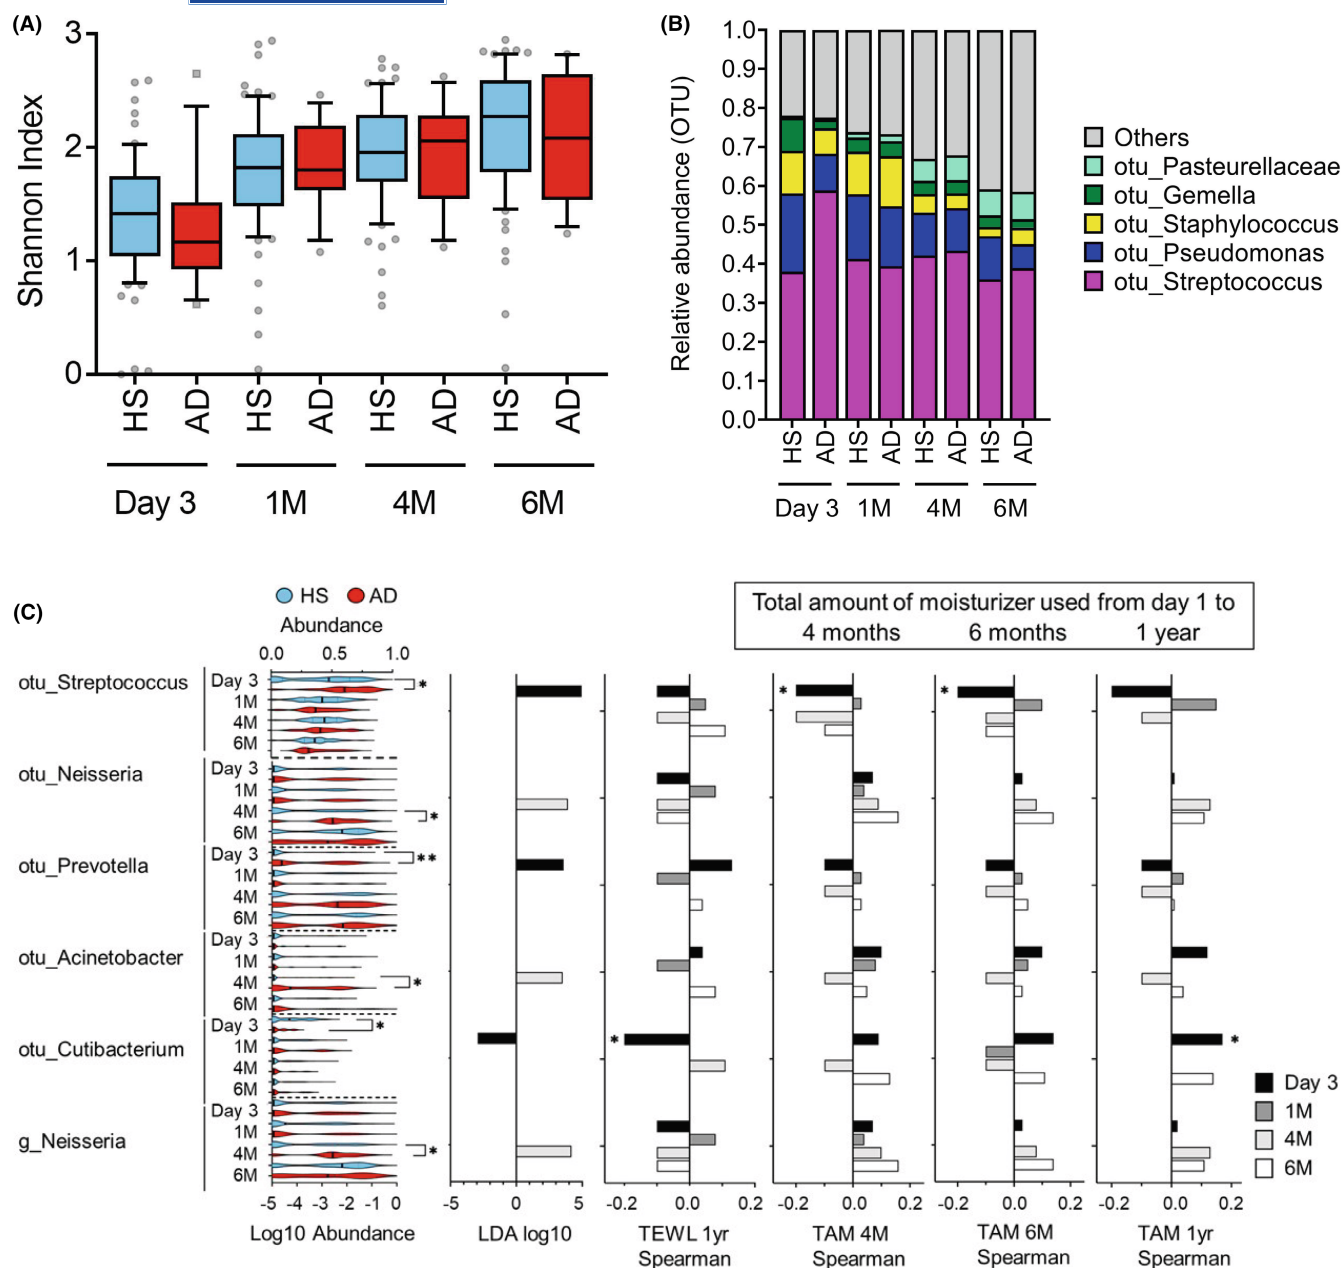 (A)
Shannon Index
3
2
1
0
HS
AD
HS
AD
HS
AD
HS
AD
Day 3
1M
4M
6M
(B)
Relative abundance (OTU)
1.0
0.9
0.8
0.7
0.6
0.5
0.4
0.3
0.2
0.1
0.0
HS
AD
HS
AD
HS
AD
HS
AD
Day 3
1M
4M
6M
Others
otu_Pasteurellaceae
otu_Gemella
otu_Staphylococcus
otu_Pseudomonas
otu_Streptococcus
(C)
HS AD
Abundance
0.0 0.5 1.0
Total amount of moisturizer used from day 1 to
4 months 6 months 1 year
otu_Streptococcus
Day 3
*
1M
4M
6M
otu_Neisseria
Day 3
1M
4M
*
6M
otu_Prevotella
Day 3
**
1M
4M
6M
otu_Acinetobacter
Day 3
1M
4M
*
6M
otu_Cutibacterium
Day 3
*
1M
4M
6M
g_Neisseria
Day 3
1M
4M
*
6M
-5 -4 -3 -2 -1 0
Log10 Abundance
-5 0 5
LDA log10
*
-0.2 0.0 0.2
TEWL 1yr
Spearman
*
-0.2 0.0 0.2
TAM 4M
Spearman
*
-0.2 0.0 0.2
TAM 6M
Spearman
*
-0.2 0.0 0.2
TAM 1yr
Spearman
Day 3
1M
4M
6M